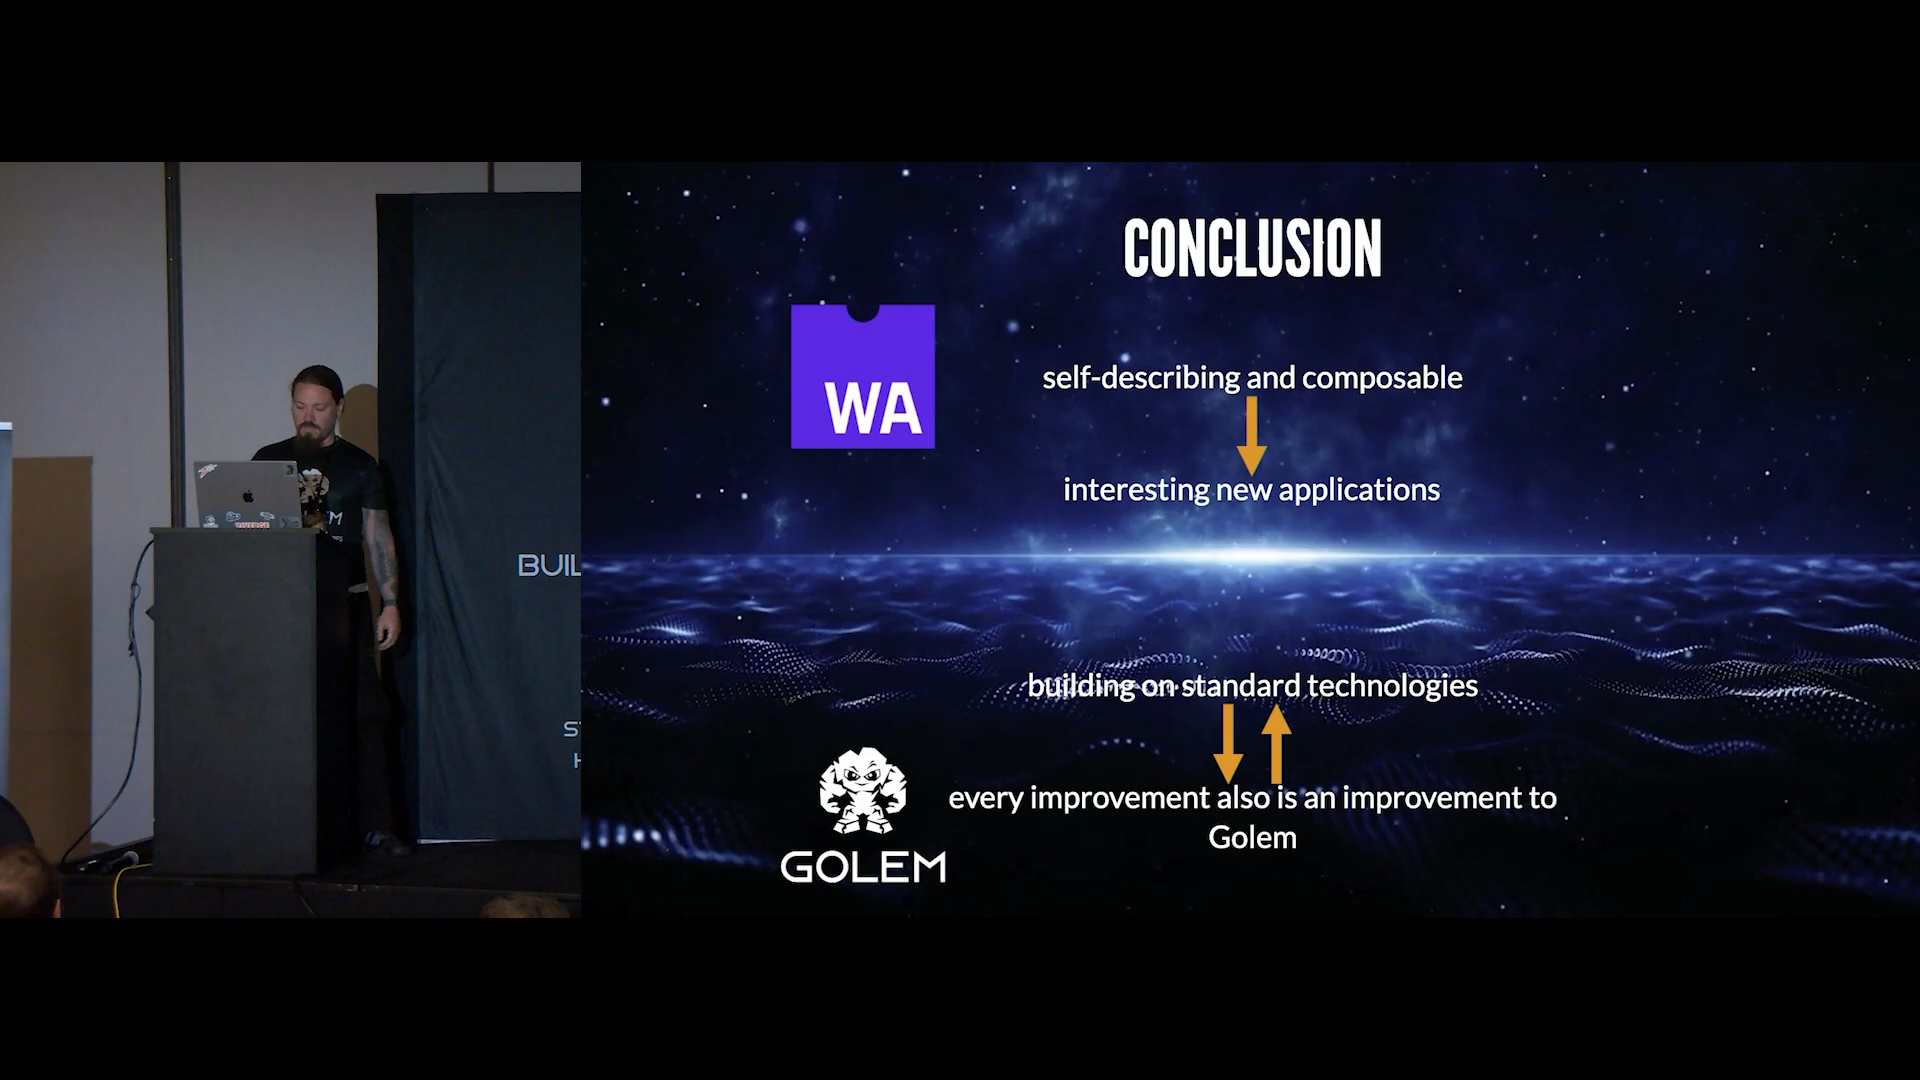 CONCLUSION
WA
self-describing and composable
interesting new applications
building on standard technologies
every improvement also is an improvement to
Golem
GOLEM
BUIL